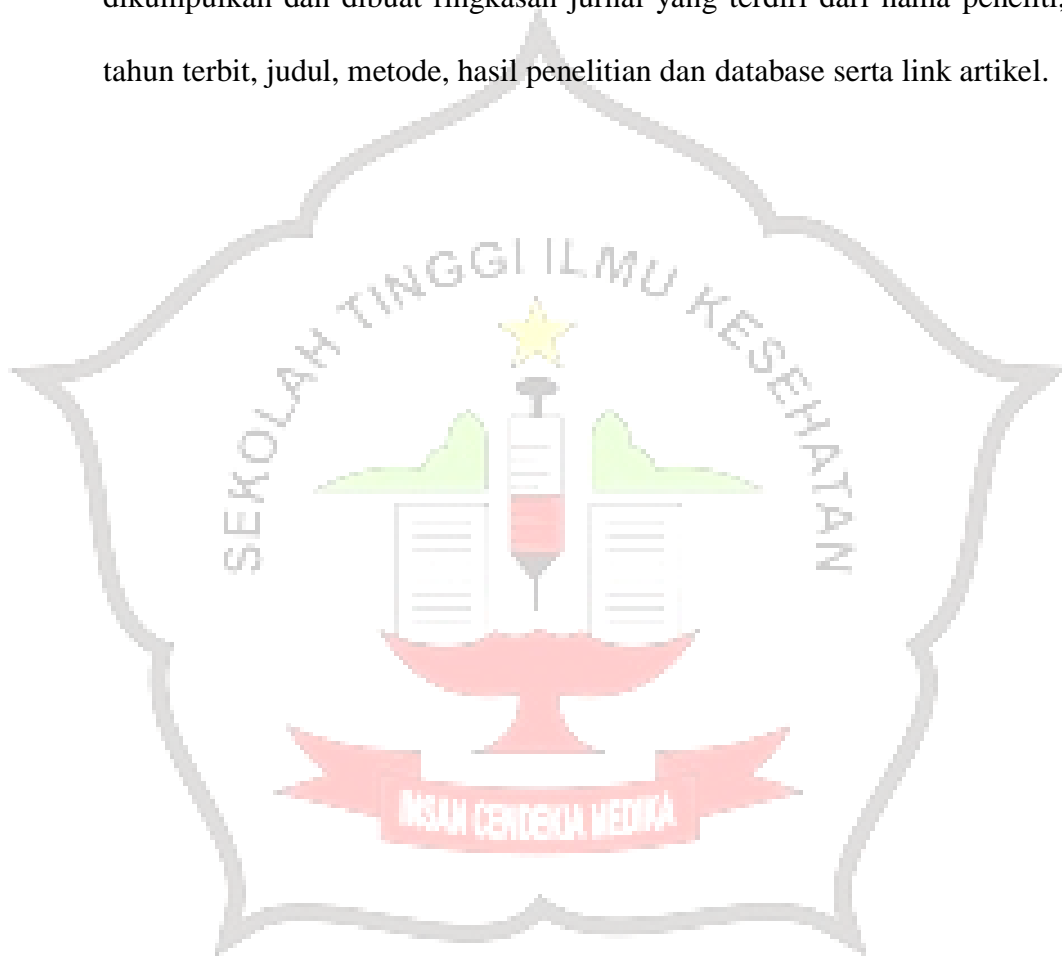 dikumpulkan dan dibuat ringkasan jurnal yang terdiri dari nama peneliti,
tahun terbit, judul, metode, hasil penelitian dan database serta link artikel.
SEKOLAH TINGGI ILMU KESEHATAN
INSAN CENDEKIA MEDIKA